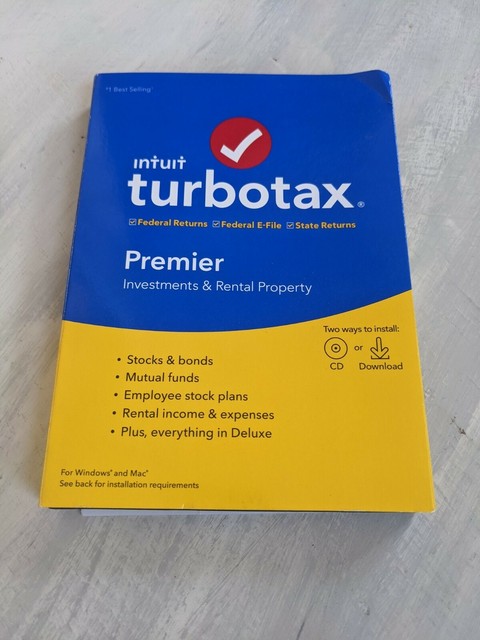 #1 Best Selling
intuit
turbotax®
Federal Returns Federal E-File State Returns
Premier
Investments & Rental Property
Two ways to install:
or
CD Download
• Stocks & bonds
• Mutual funds
• Employee stock plans
• Rental income & expenses
• Plus, everything in Deluxe
For Windows® and Mac®
See back for installation requirements